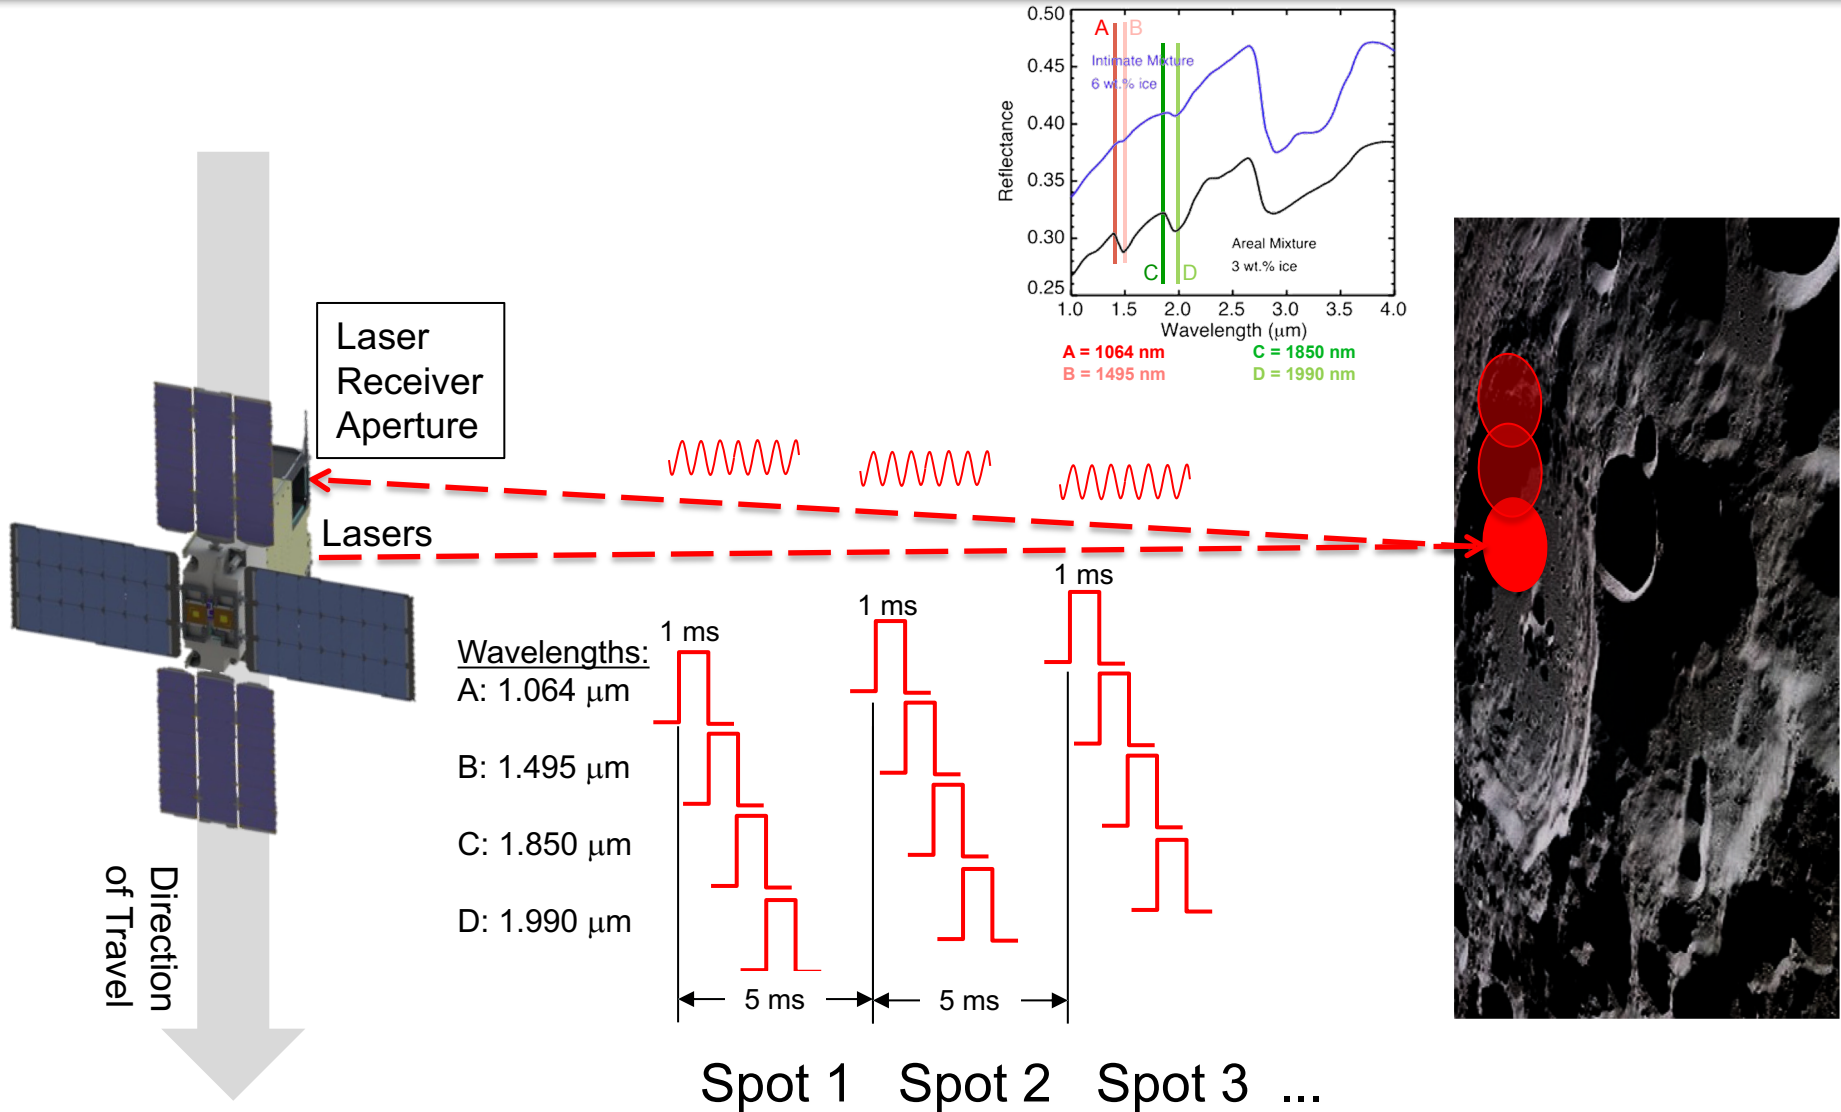 0.50
0.45
0.40
0.35
0.30
0.25
Reflectance
A B
Intimate Mixture
6 wt.% ice
Areal Mixture
3 wt.% ice
C D
1.0 1.5 2.0 2.5 3.0 3.5 4.0
Wavelength (μm)
A = 1064 nm C = 1850 nm
B = 1495 nm D = 1990 nm
Laser
Receiver
Aperture
Lasers
1 ms
1 ms
1 ms
Wavelengths:
A: 1.064 μm
B: 1.495 μm
C: 1.850 μm
D: 1.990 μm
Direction
of Travel
5 ms 5 ms
Spot 1 Spot 2 Spot 3 ...